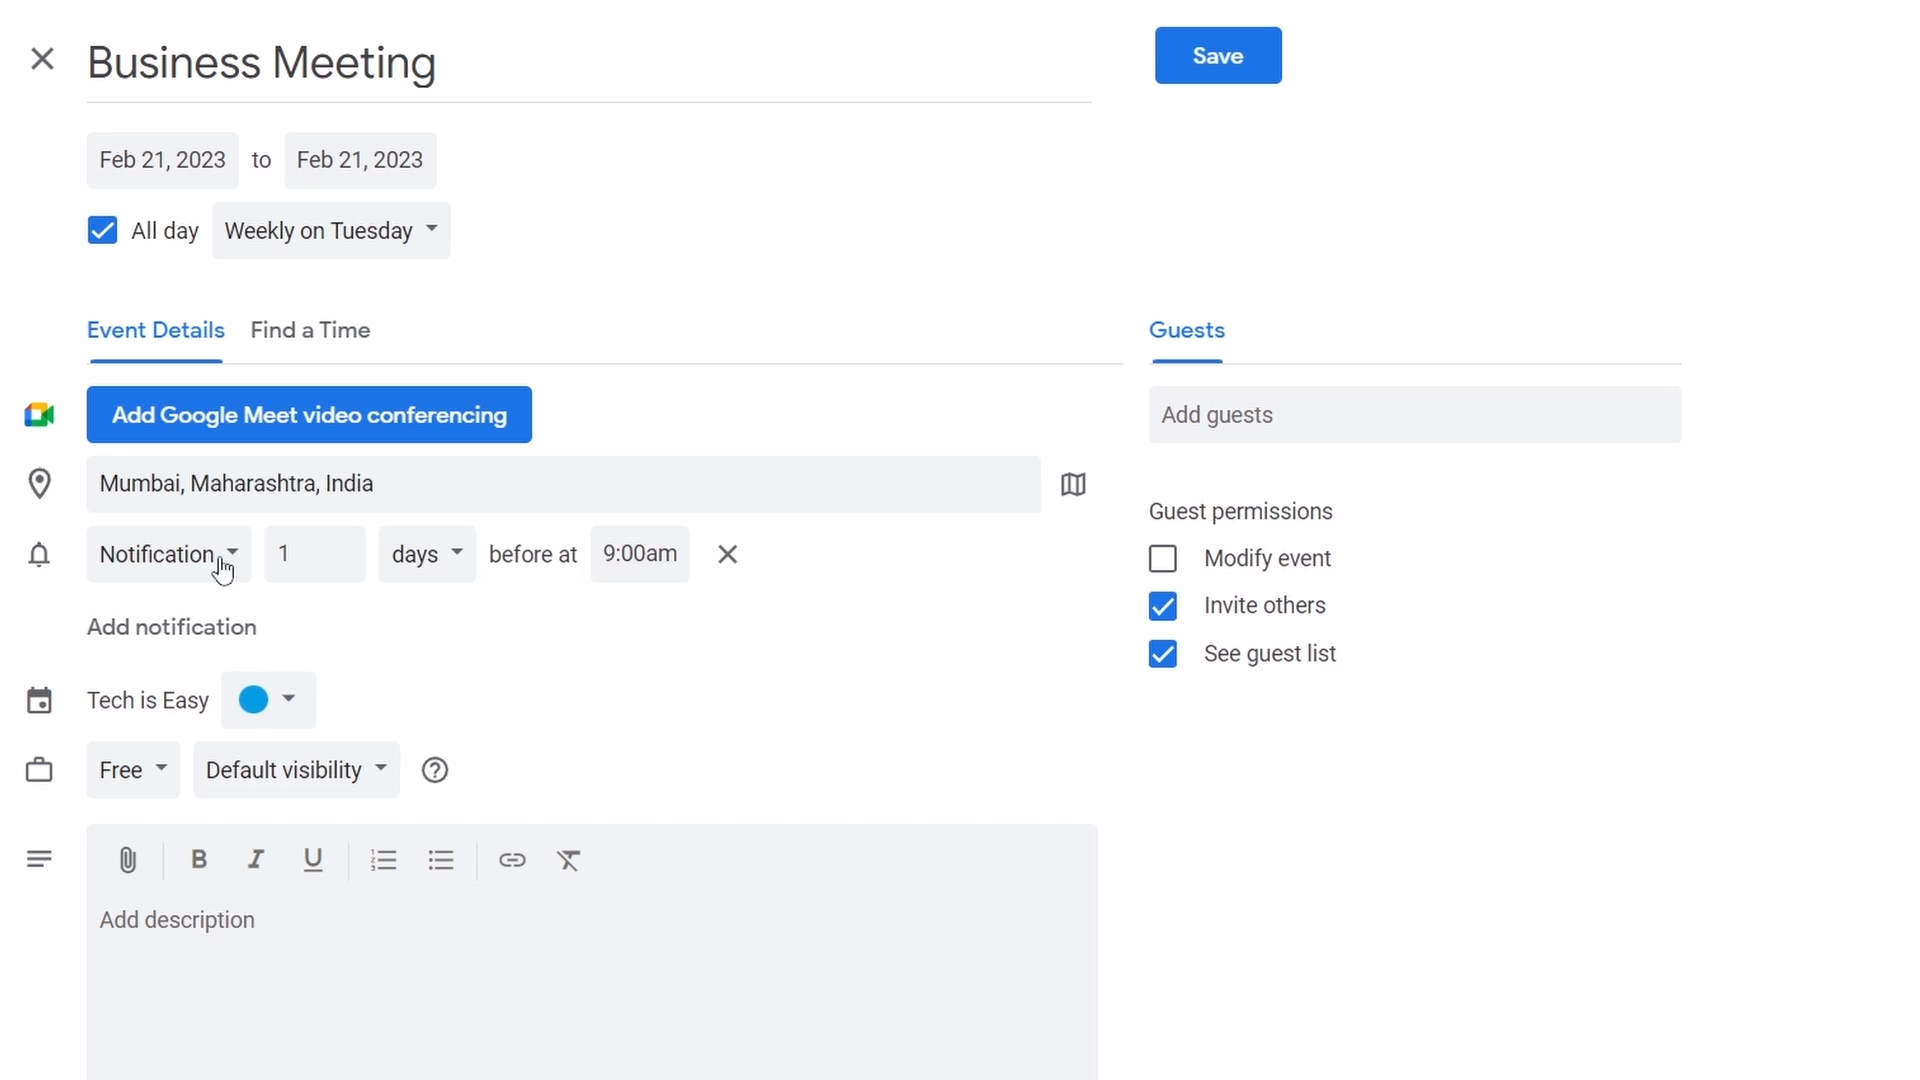 Business Meeting
Save
Feb 21, 2023 to Feb 21, 2023
All day Weekly on Tuesday
Event Details Find a Time
Guests
Add Google Meet video conferencing
Add guests
Mumbai, Maharashtra, India
Notification 1 days before at 9:00am
Guest permissions
Modify event
Invite others
See guest list
Add notification
Tech is Easy
Free Default visibility
B I U
Add description